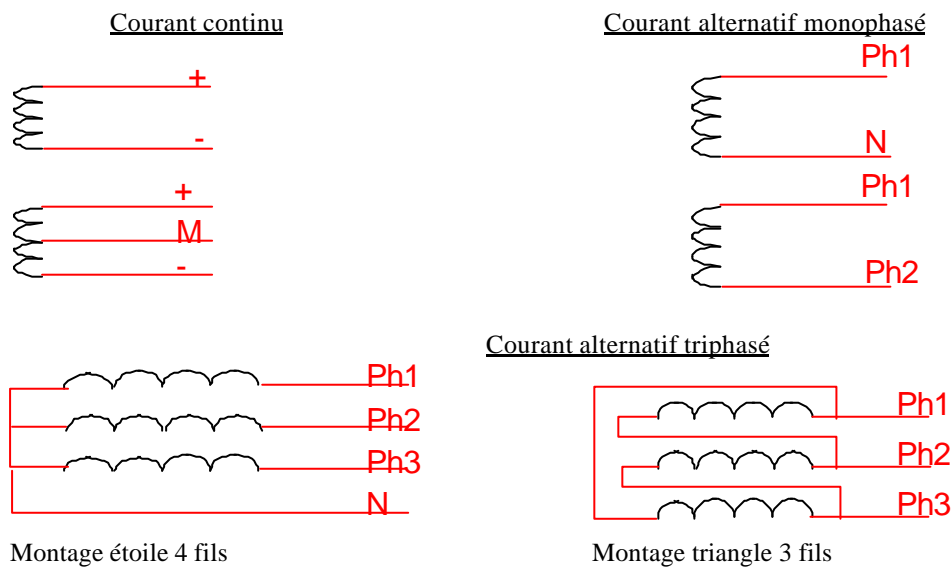 Courant continu
Courant alternatif monophasé
+
-
+
M
-
Ph1
N
Ph1
Ph2
Courant alternatif triphasé
Ph1
Ph2
Ph3
N
Montage étoile 4 fils
Ph1
Ph2
Ph3
Montage triangle 3 fils